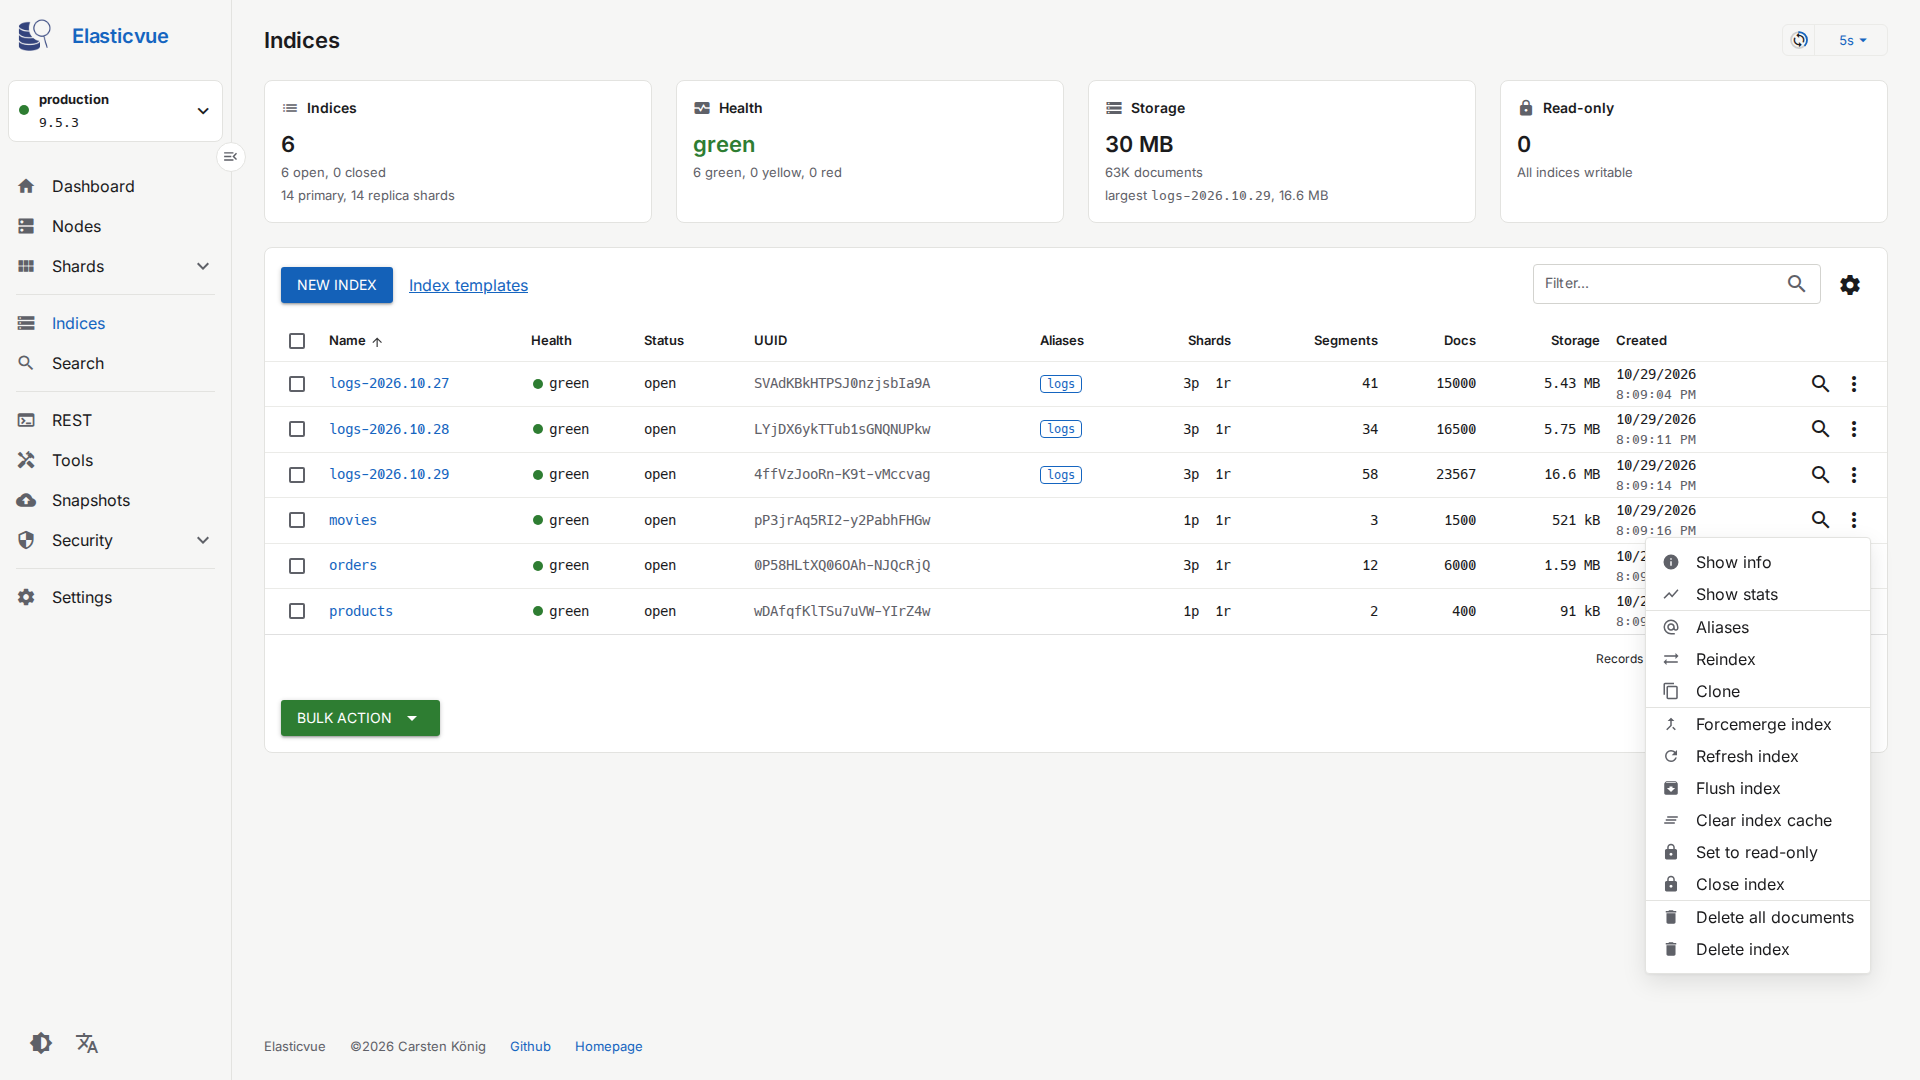 Elasticvue
production
9.5.3
Dashboard
Nodes
Shards
Indices
Search
REST
Tools
Snapshots
Security
Settings
Indices
5s
Indices
6
6 open, 0 closed
14 primary, 14 replica shards
Health
green
6 green, 0 yellow, 0 red
Storage
30 MB
63K documents
largest logs-2026.10.29, 16.6 MB
Read-only
0
All indices writable
NEW INDEX Index templates
Filter...
Name Health Status UUID Aliases Shards Segments Docs Storage Created
logs-2026.10.27 green open SVAdKBkHTPSJ0nzjsbIa9A logs 3p 1r 41 15000 5.43 MB 10/29/2026
8:09:04 PM
logs-2026.10.28 green open LYjDX6ykTTub1sGNQNUPkw logs 3p 1r 34 16500 5.75 MB 10/29/2026
8:09:11 PM
logs-2026.10.29 green open 4ffVzJooRn-K9t-vMccvag logs 3p 1r 58 23567 16.6 MB 10/29/2026
8:09:14 PM
movies green open pP3jrAq5RI2-y2PabhFHGw 1p 1r 3 1500 521 kB 10/29/2026
8:09:16 PM
orders green open 0P58HLtXQ06OAh-NJQcRjQ 3p 1r 12 6000 1.59 MB 10/2
8:09
products green open wDAfqfKlTSu7uVW-YIrZ4w 1p 1r 2 400 91 kB 10/2
8:09
Records
BULK ACTION
Show info
Show stats
Aliases
Reindex
Clone
Forcemerge index
Refresh index
Flush index
Clear index cache
Set to read-only
Close index
Delete all documents
Delete index
Elasticvue ©2026 Carsten König Github Homepage